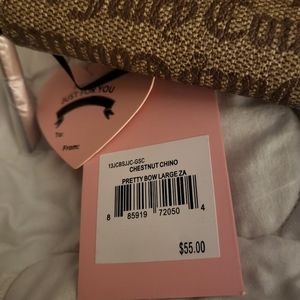 JUST FOR YOU
To:
From:
13JCBSJJC-GSC
CHESTNUT CHINO
PRETTY BOW LARGE ZA
8 85919 72050 4
$55.00